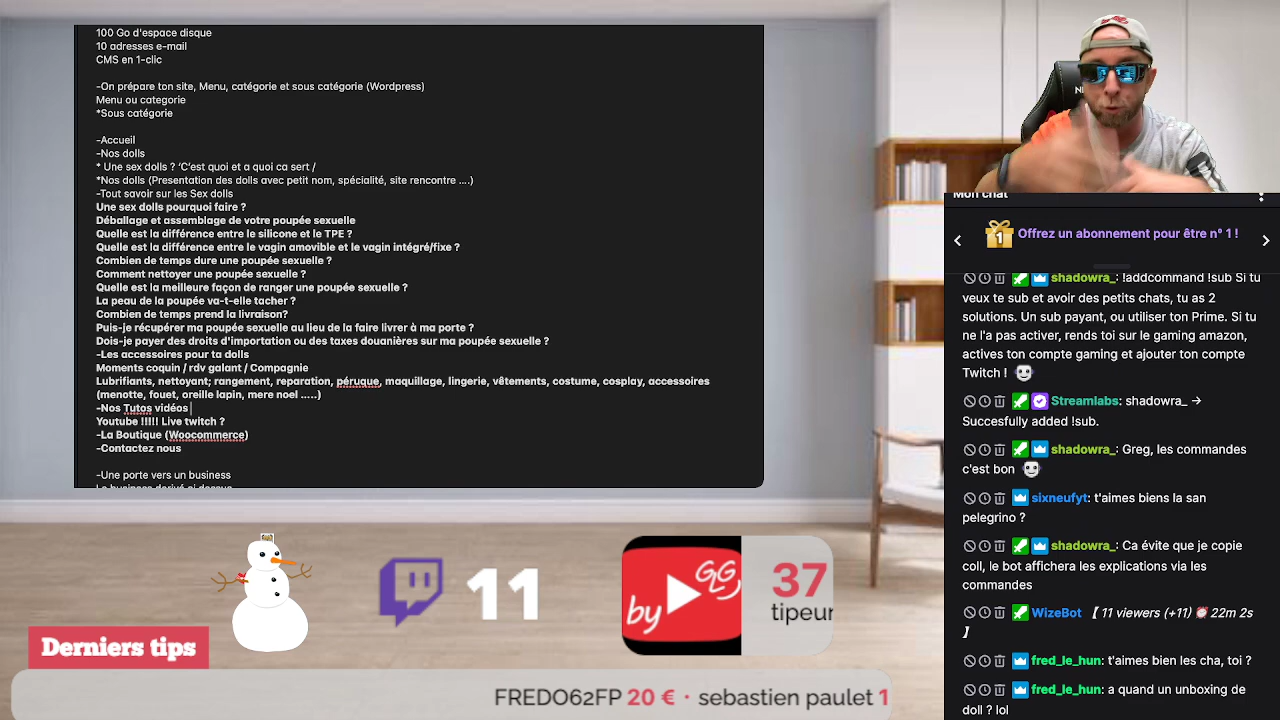 100 Go d'espace disque
10 adresses e-mail
CMS en 1-clic
-On prépare ton site, Menu, catégorie et sous catégorie (Wordpress)
Menu ou categorie
*Sous catégorie
-Accueil
-Nos dolls
* Une sex dolls ? ‘C’est quoi et a quoi ca sert /
*Nos dolls (Presentation des dolls avec petit nom, spécialité, site rencontre ....)
-Tout savoir sur les Sex dolls
Une sex dolls pourquoi faire ?
Déballage et assemblage de votre poupée sexuelle
Quelle est la différence entre le silicone et le TPE ?
Quelle est la différence entre le vagin amovible et le vagin intégré/fixe ?
Combien de temps dure une poupée sexuelle ?
Comment nettoyer une poupée sexuelle ?
Quelle est la meilleure façon de ranger une poupée sexuelle ?
La peau de la poupée va-t-elle tacher ?
Combien de temps prend la livraison?
Puis-je récupérer ma poupée sexuelle au lieu de la faire livrer à ma porte ?
Dois-je payer des droits d'importation ou des taxes douanières sur ma poupée sexuelle ?
-Les accessoires pour ta dolls
Moments coquin / rdv galant / Compagnie
Lubrifiants, nettoyant; rangement, reparation, péruque, maquillage, lingerie, vêtements, costume, cosplay, accessoires
(menotte, fouet, oreille lapin, mere noel .....)
-Nos Tutos vidéos
Youtube !!!!! Live twitch ?
-La Boutique (Woocommerce)
-Contactez nous
-Une porte vers un business
Mon chat
1
Offrez un abonnement pour être n° 1 !
shadowra_: !addcommand !sub Si tu
veux te sub et avoir des petits chats, tu as 2
solutions. Un sub payant, ou utiliser ton Prime. Si tu
ne l'a pas activer, rends toi sur le gaming amazon,
actives ton compte gaming et ajouter ton compte
Twitch !
Streamlabs: shadowra_ →
Succesfully added !sub.
shadowra_: Greg, les commandes
c'est bon
sixneufyt: t'aimes biens la san
pelegrino ?
shadowra_: Ca évite que je copie
coll, le bot affichera les explications via les
commandes
WizeBot 【 11 viewers (+11) 22m 2s
】
fred_le_hun: t'aimes bien les cha, toi ?
fred_le_hun: a quand un unboxing de
doll ? lol
11
by GG
37
tipeur
Derniers tips
FREDO62FP 20 € · sebastien paulet 1